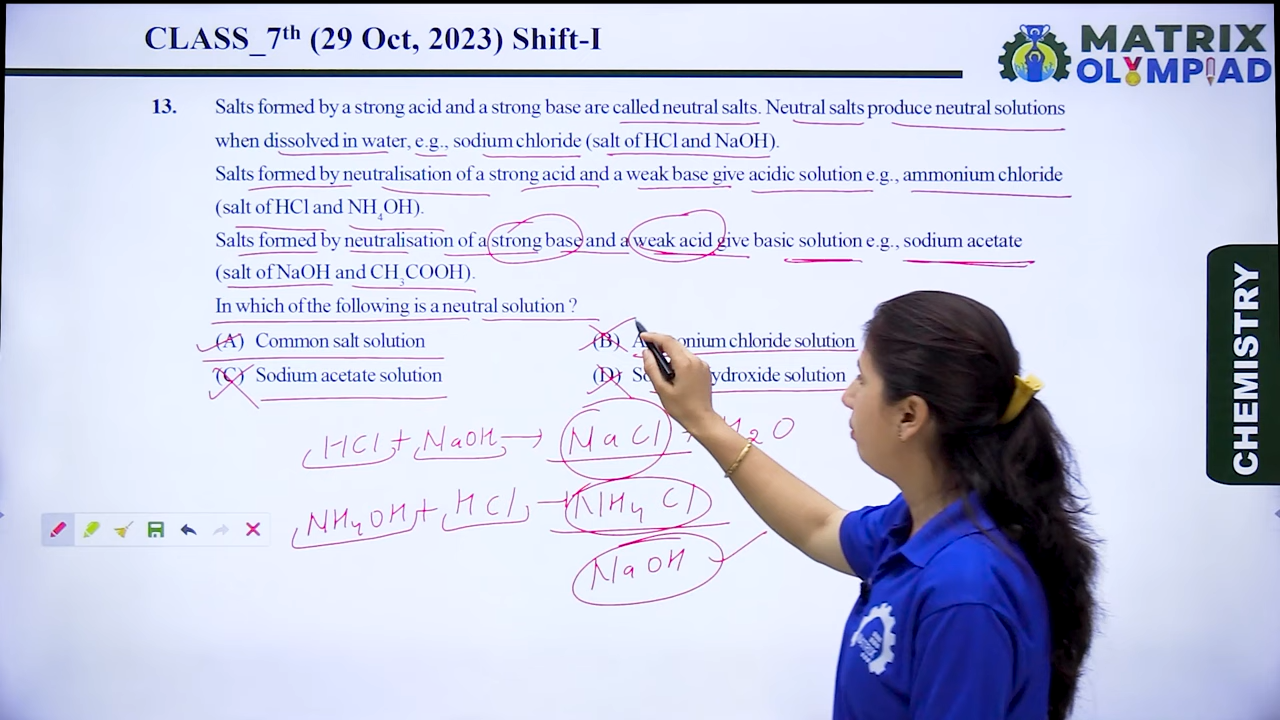 CLASS_7th (29 Oct, 2023) Shift-I
MATRIX
OLYMPIAD
13. Salts formed by a strong acid and a strong base are called neutral salts. Neutral salts produce neutral solutions
when dissolved in water, e.g., sodium chloride (salt of HCl and NaOH).
Salts formed by neutralisation of a strong acid and a weak base give acidic solution e.g., ammonium chloride
(salt of HCl and NH₄OH).
Salts formed by neutralisation of a strong base and a weak acid give basic solution e.g., sodium acetate
(salt of NaOH and CH₃COOH).
In which of the following is a neutral solution ?
(A) Common salt solution
(B) chloride solution
(C) Sodium acetate solution
(D) solution
HCl + NaOH → NaCl + H2O
NH4OH + HCl → NH4Cl
NaOH
CHEMISTRY